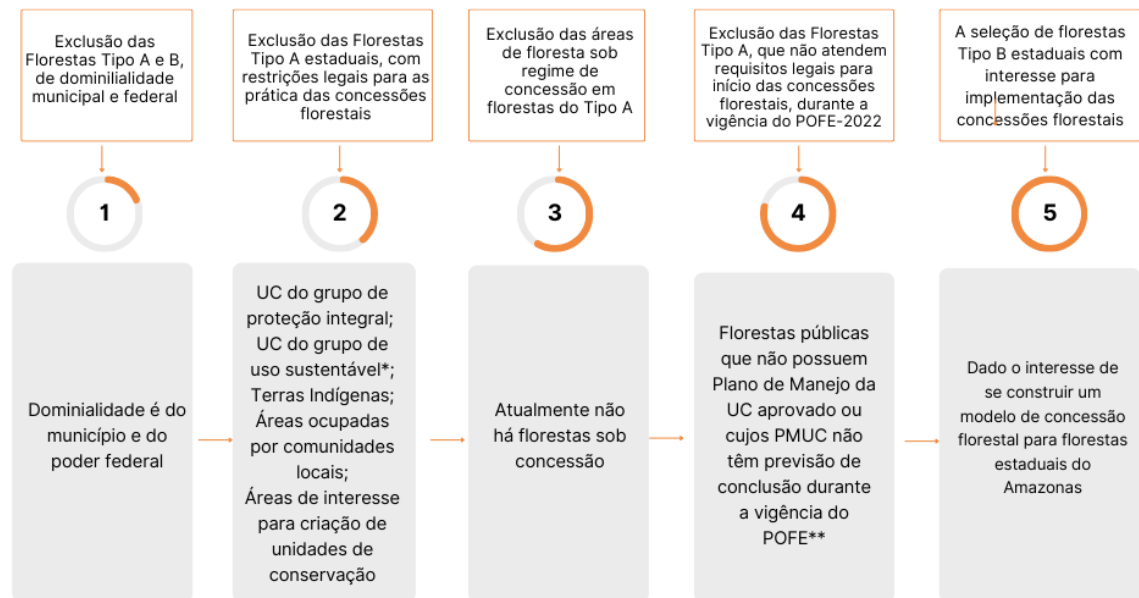 Exclusão das
Florestas Tipo A e B,
de dominilialidade
municipal e federal
Exclusão das Florestas
Tipo A estaduais, com
restrições legais para as
prática das concessões
florestais
Exclusão das áreas
de floresta sob
regime de
concessão em
florestas do Tipo A
Exclusão das Florestas
Tipo A, que não atendem
requisitos legais para
início das concessões
florestais, durante a
vigência do POFE-2022
A seleção de florestas
Tipo B estaduais com
interesse para
implementação das
concessões florestais
1
2
3
4
5
Dominialidade é do
município e do
poder federal
UC do grupo de
proteção integral;
UC do grupo de
uso sustentável*;
Terras Indígenas;
Áreas ocupadas
por comunidades
locais;
Áreas de interesse
para criação de
unidades de
conservação
Atualmente não
há florestas sob
concessão
Florestas públicas
que não possuem
Plano de Manejo da
UC aprovado ou
cujos PMUC não
têm previsão de
conclusão durante
a vigência do
POFE**
Dado o interesse de
se construir um
modelo de concessão
florestal para florestas
estaduais do
Amazonas